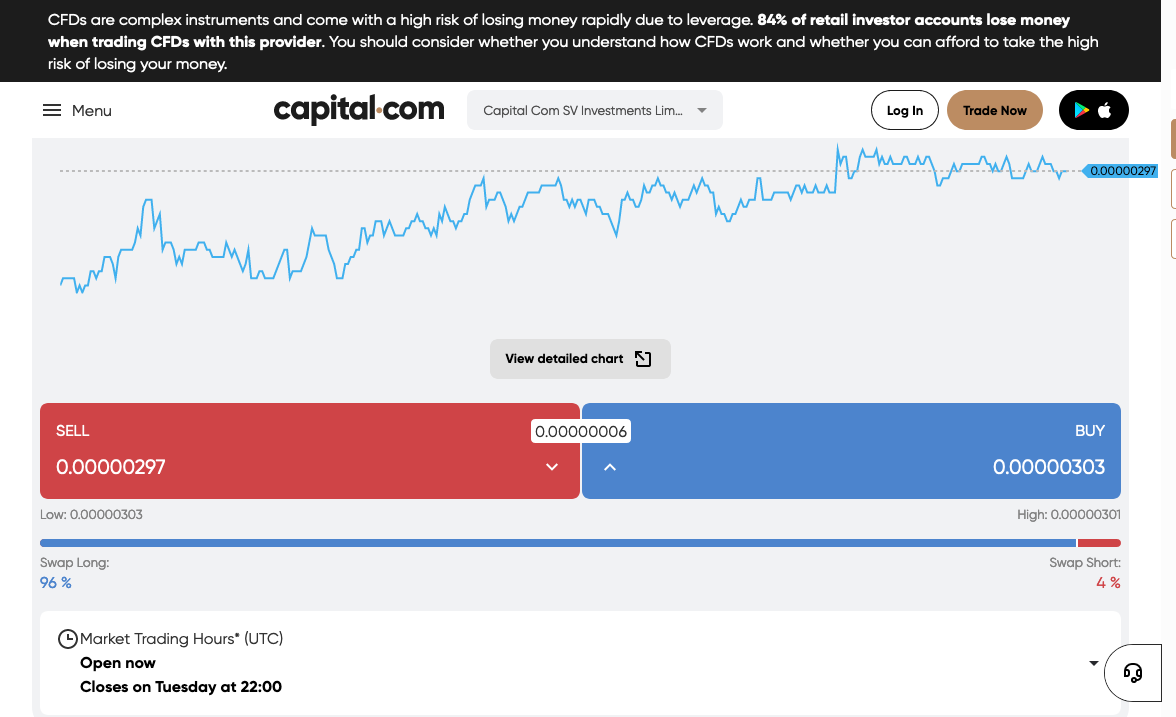 CFDs are complex instruments and come with a high risk of losing money rapidly due to leverage. 84% of retail investor accounts lose money
when trading CFDs with this provider. You should consider whether you understand how CFDs work and whether you can afford to take the high
risk of losing your money.
Menu
capital.com
Capital Com SV Investments Lim...
Log In
Trade Now
0.00000297
View detailed chart
SELL
0.00000006
BUY
0.00000297
0.00000303
Low: 0.00000303
High: 0.00000301
Swap Long:
Swap Short:
96 %
4 %
Market Trading Hours* (UTC)
Open now
Closes on Tuesday at 22:00